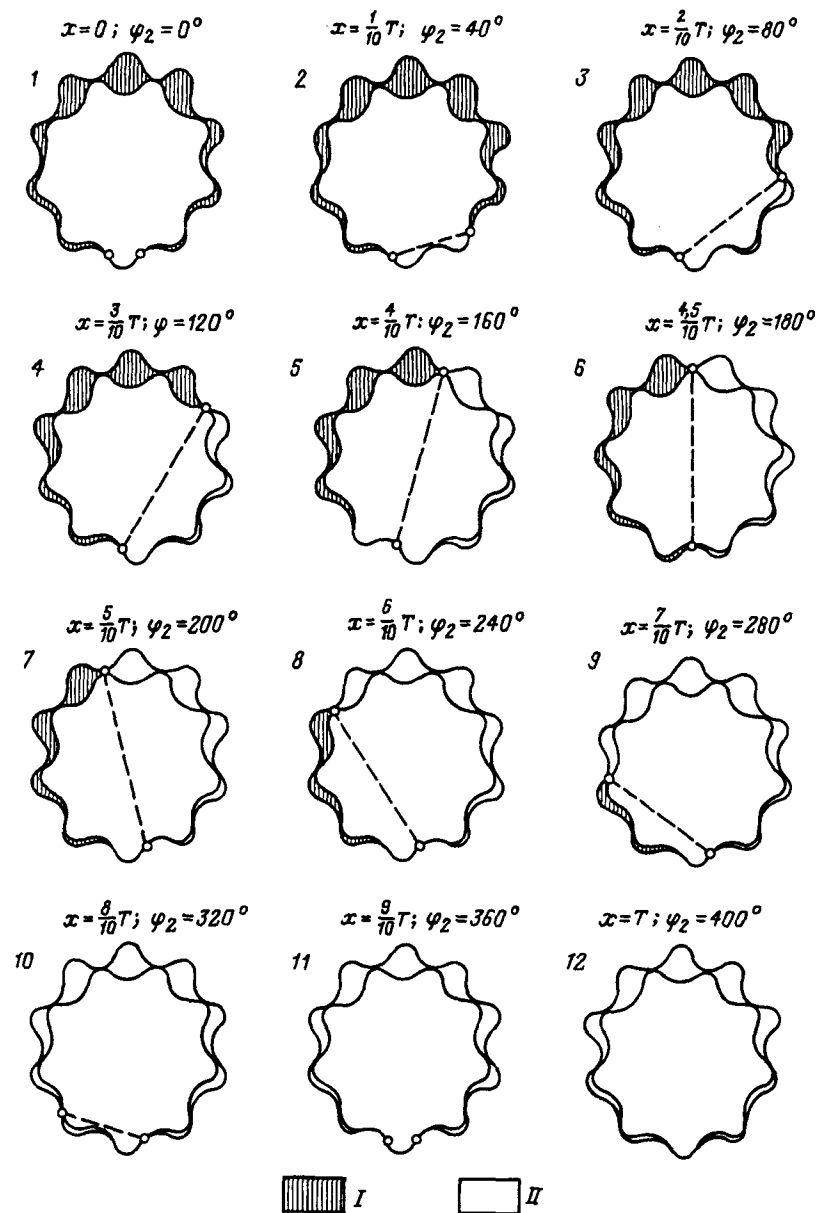 x=0; φ₂=0°
x=1/10 T; φ₂=40°
x=2/10 T; φ₂=80°
1
2
3
x=3/10 T; φ=120°
x=4/10 T: φ₂=160°
x=4,5/10 T; φ₂=180°
4
5
6
x=5/10 T; φ₂=200°
x=6/10 T; φ₂=240°
x=7/10 T; φ₂=280°
7
8
9
x=8/10 T; φ₂=320°
x=9/10 T; φ₂=360°
x=T; φ₂=400°
10
11
12
I
II